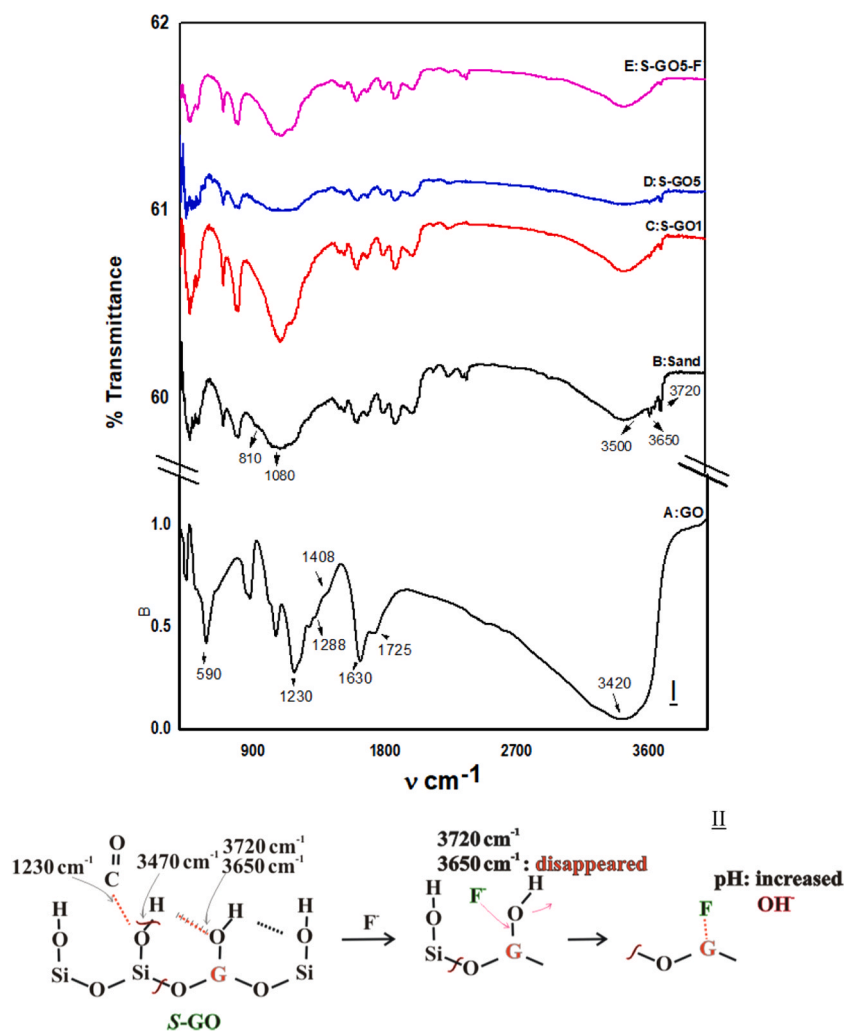 62
E:S-GO5-F
D:S-GO5
61
C:S-GO1
% Transmittance
B:Sand
60
3720
3500
3650
810
1080
A:GO
1.0
1408
B
0.5
1288
1725
590
1630
3420
1230
I
0.0
900
1800
2700
3600
ν cm-1
II
O
C
1230 cm-1
3470 cm-1
3720 cm-1
3650 cm-1
H
H
H
H
O
O
O
O
Si
Si
G
Si
O
O
O
S-GO
F-
3720 cm-1
3650 cm-1 : disappeared
H
H
F-
O
O
Si
G
O
pH: increased
F
OH-
G
O